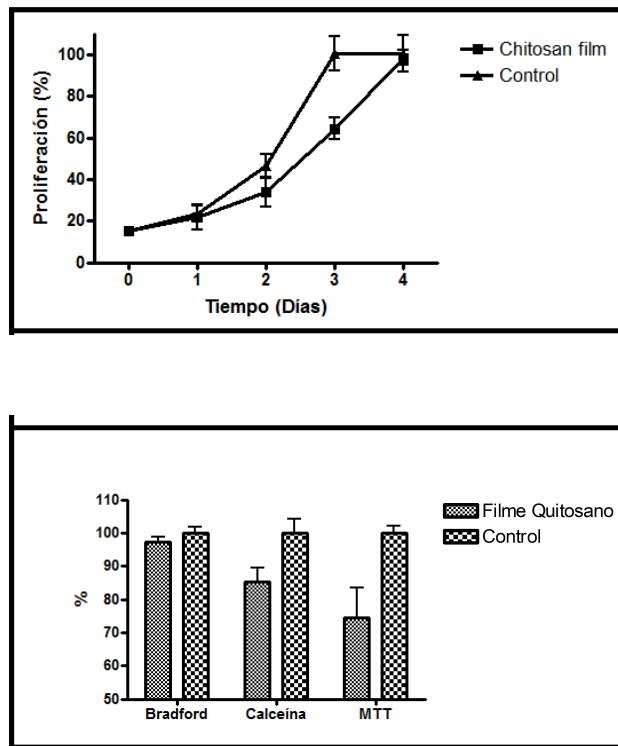 100
80
60
40
20
0
Proliferación (%)
0 1 2 3 4
Tiempo (Días)
Chitosan film
Control
110
100
90
80
70
60
50
%
Bradford Calceína MTT
Filme Quitosano
Control